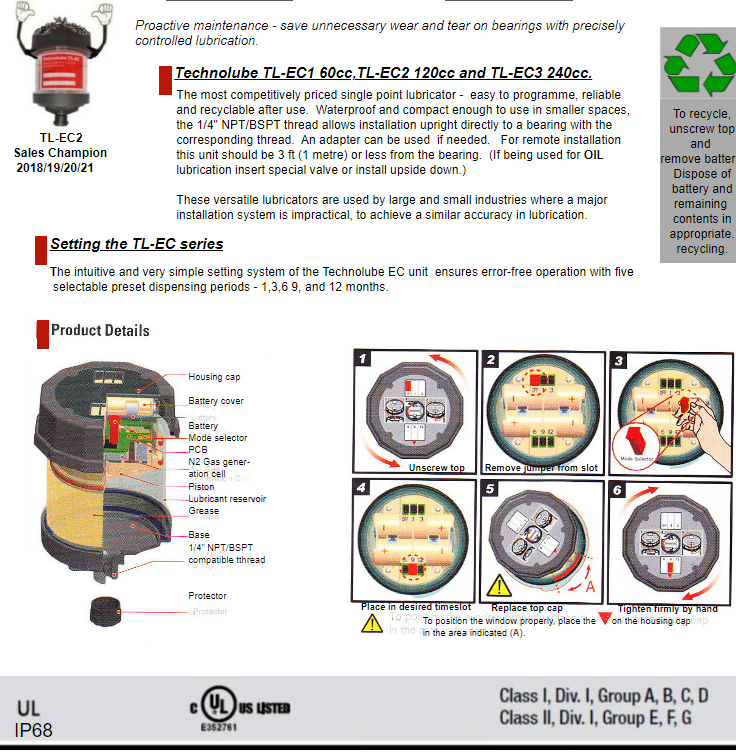 Proactive maintenance - save unnecessary wear and tear on bearings with precisely
controlled lubrication.
Technolube TL-EC1 60cc,TL-EC2 120cc and TL-EC3 240cc.
The most competitively priced single point lubricator - easy to programme, reliable
and recyclable after use. Waterproof and compact enough to use in smaller spaces,
the 1/4" NPT/BSPT thread allows installation upright directly to a bearing with the
corresponding thread. An adapter can be used if needed. For remote installation
this unit should be 3 ft (1 metre) or less from the bearing. (If being used for OIL
lubrication insert special valve or install upside down.)
These versatile lubricators are used by large and small industries where a major
installation system is impractical, to achieve a similar accuracy in lubrication.
TL-EC2
Sales Champion
2018/19/20/21
To recycle,
unscrew top
and
remove batter
Dispose of
battery and
remaining
contents in
appropriate.
recycling.
Setting the TL-EC series
The intuitive and very simple setting system of the Technolube EC unit ensures error-free operation with five
selectable preset dispensing periods - 1,3,6 9, and 12 months.
Product Details
Housing cap
Battery cover
Battery
Mode selector
PCB
N2 Gas gener-
ation cell
Piston
Lubricant reservoir
Grease
Base
1/4" NPT/BSPT
compatible thread
Protector
Protector
1
Unscrew top
2
Remove jumper from slot
3
Mode Selector
4
Place in desired timeslot
5
A
Replace top cap
6
Tighten firmly by hand
To position the window properly, place the
on the housing cap
in the area indicated (A).
UL
IP68
C UL US LISTED
E352761
Class I, Div. I, Group A, B, C, D
Class II, Div. I, Group E, F, G